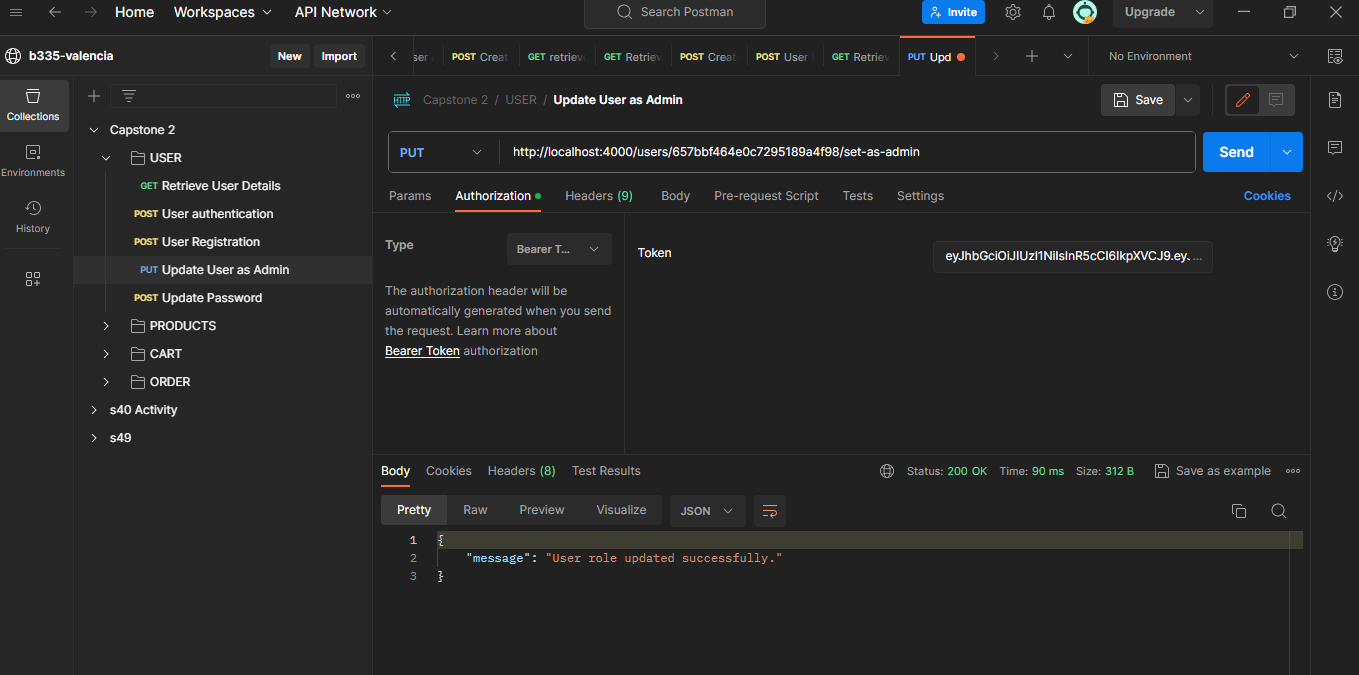 Home Workspaces API Network Search Postman Invite Upgrade
b335-valencia New Import
ser POST Creat GET retrieve GET Retriev POST Creat POST User GET Retriev PUT Upd No Environment
Collections
Environments
History
Capstone 2
USER
GET Retrieve User Details
POST User authentication
POST User Registration
PUT Update User as Admin
POST Update Password
PRODUCTS
CART
ORDER
s40 Activity
s49
HTTP Capstone 2 / USER / Update User as Admin Save
PUT http://localhost:4000/users/657bbf464e0c7295189a4f98/set-as-admin Send
Params Authorization Headers (9) Body Pre-request Script Tests Settings Cookies
Type Bearer T...
The authorization header will be
automatically generated when you send
the request. Learn more about
Bearer Token authorization
Token eyJhbGciOiJIUzI1NiIsInR5cCI6IkpXVCJ9.eyJ...
Body Cookies Headers (8) Test Results Status: 200 OK Time: 90 ms Size: 312 B Save as example
Pretty Raw Preview Visualize JSON
1 {
2 "message": "User role updated successfully."
3 }